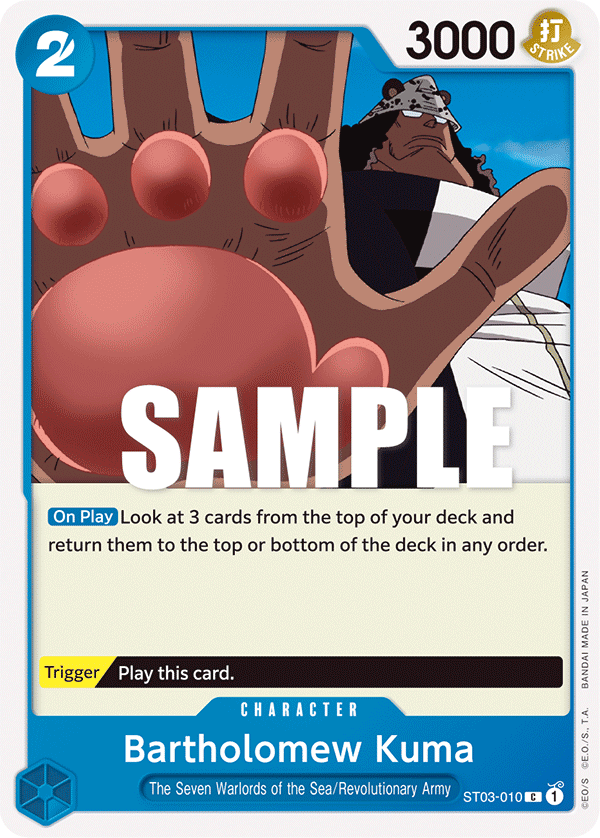 2
3000
打
STRIKE
SAMPLE
On Play Look at 3 cards from the top of your deck and
return them to the top or bottom of the deck in any order.
Trigger Play this card.
CHARACTER
Bartholomew Kuma
The Seven Warlords of the Sea/Revolutionary Army
ST03-010 C 1
©E.O/S ©E.O./S., T.A. BANDAI MADE IN JAPAN